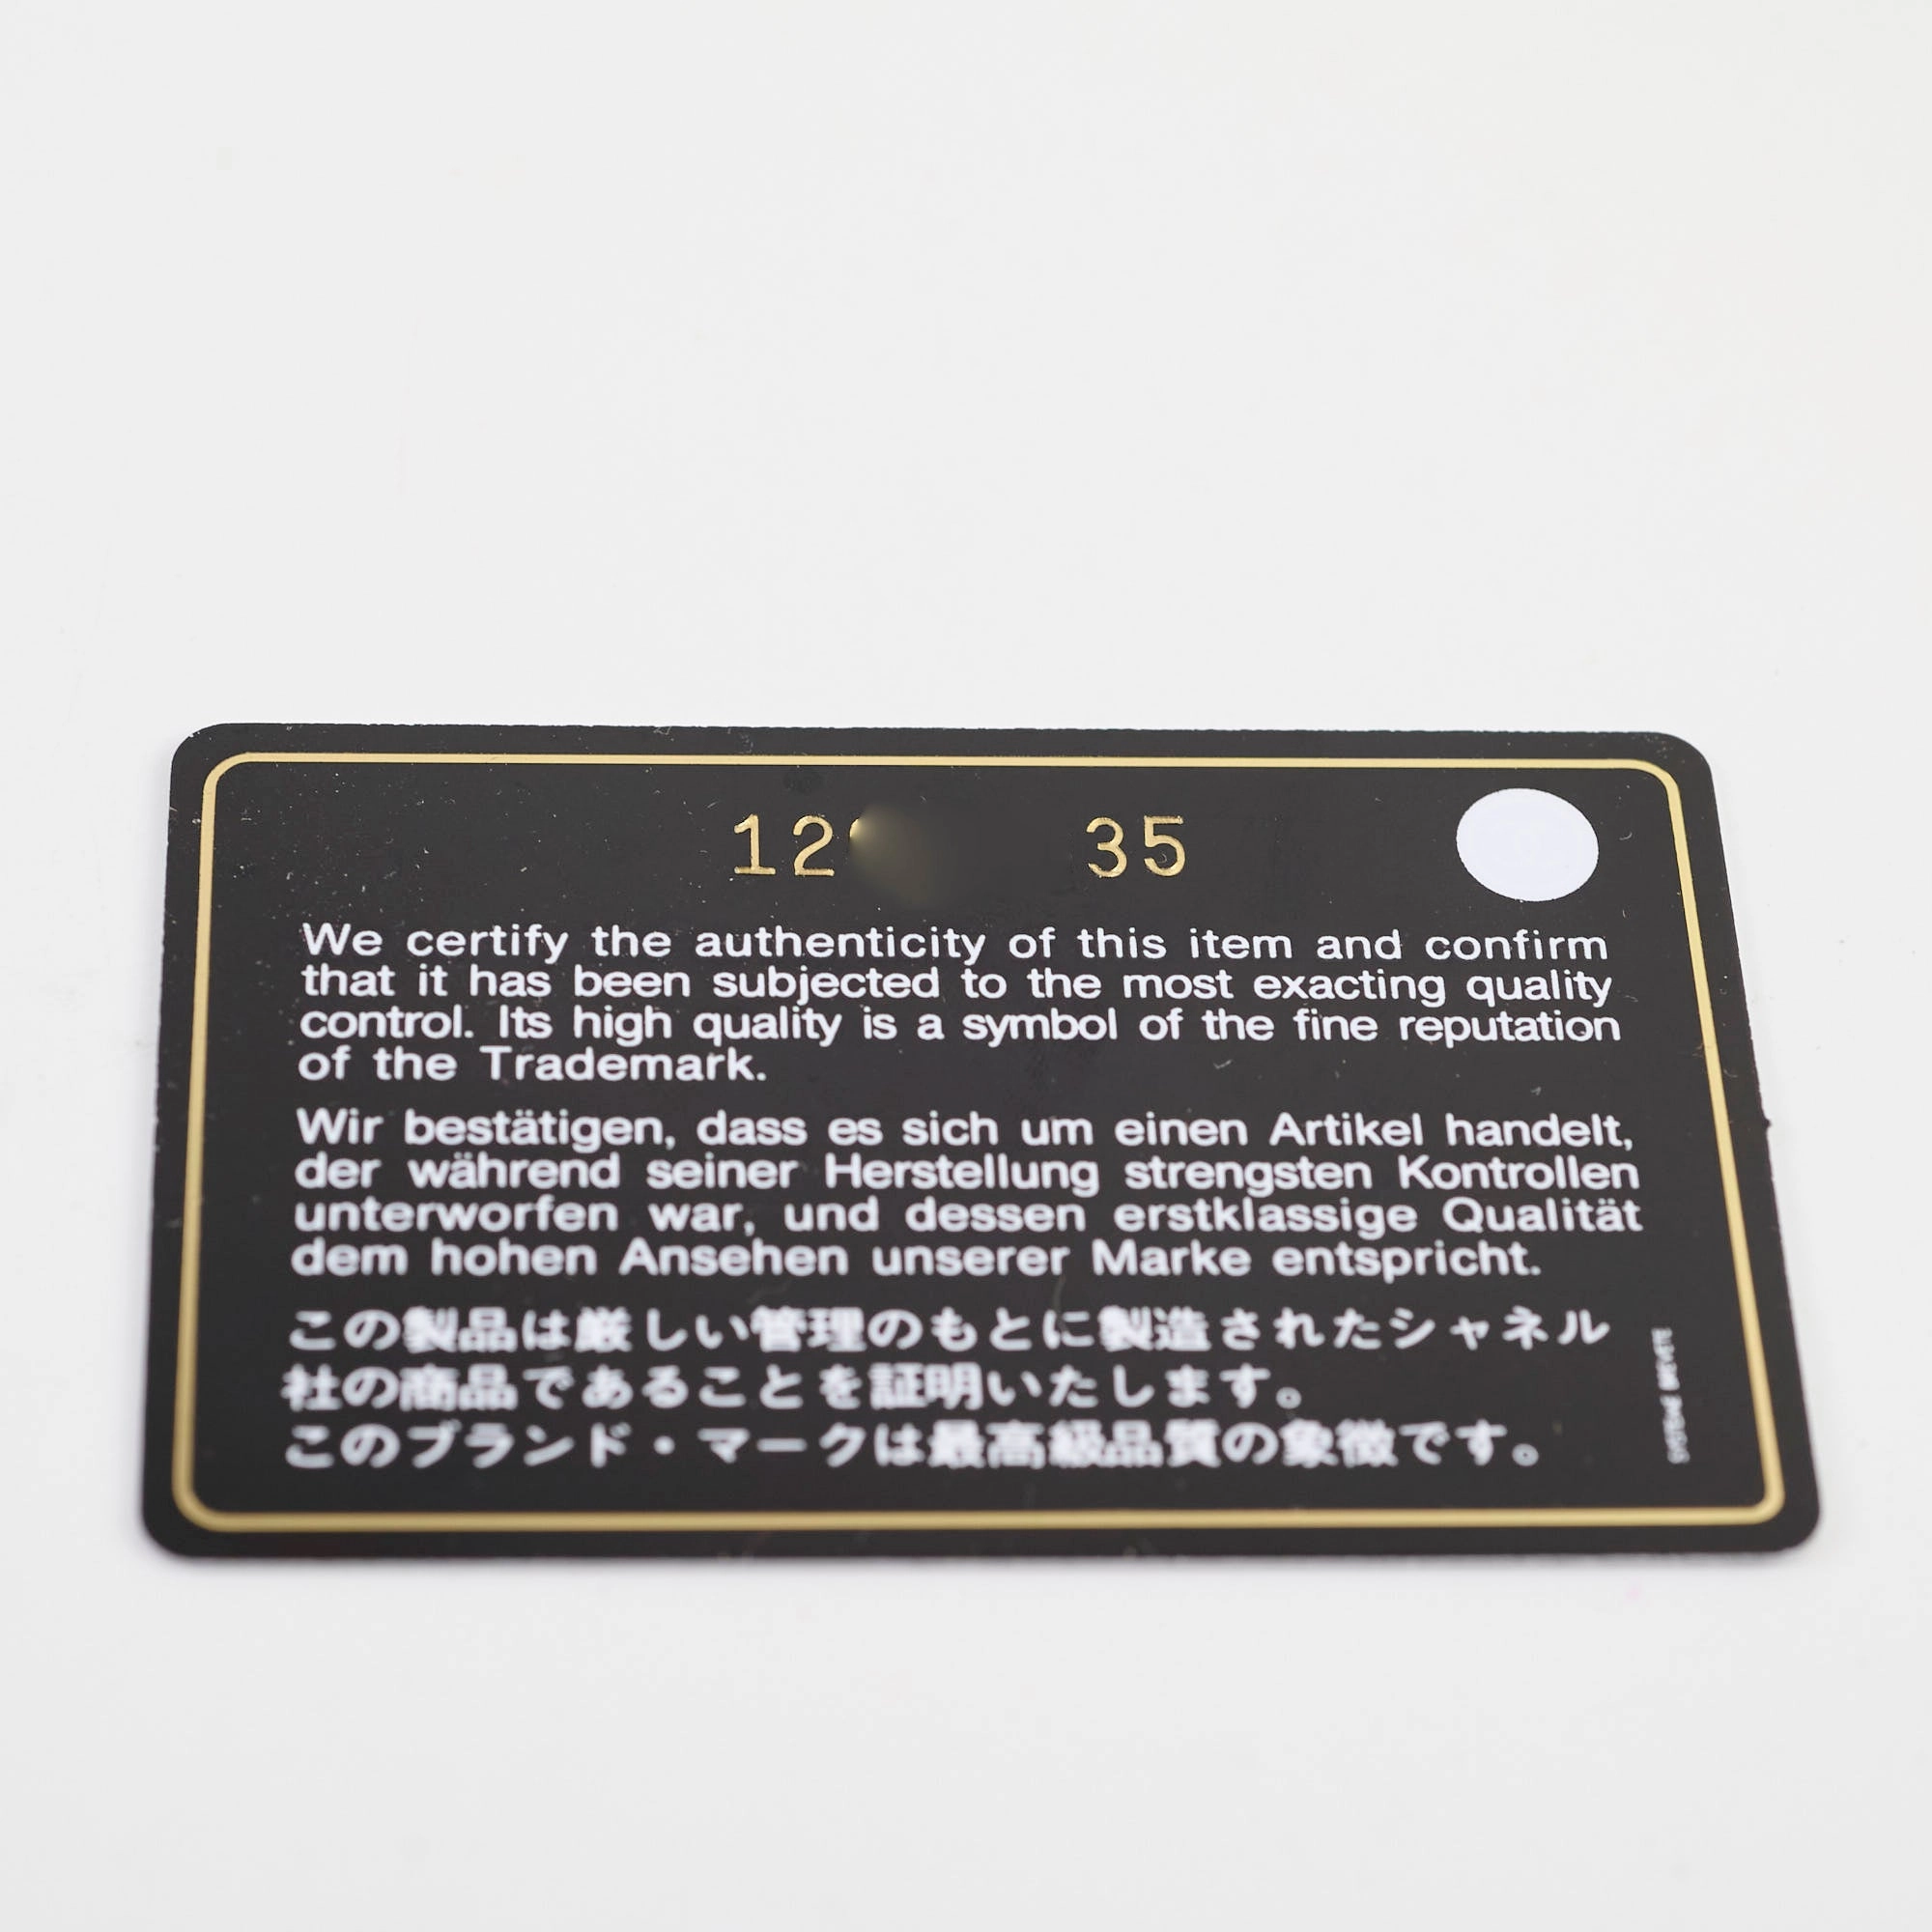 12 35
We certify the authenticity of this item and confirm
that it has been subjected to the most exacting quality
control. Its high quality is a symbol of the fine reputation
of the Trademark.
Wir bestätigen, dass es sich um einen Artikel handelt,
der während seiner Herstellung strengsten Kontrollen
unterworfen war, und dessen erstklassige Qualität
dem hohen Ansehen unserer Marke entspricht.
この製品は厳しい管理のもとに製造されたシャネル
社の商品であることを証明いたします。
このブランド・マークは最高級品質の象徴です。
SYSTEME BREVETE